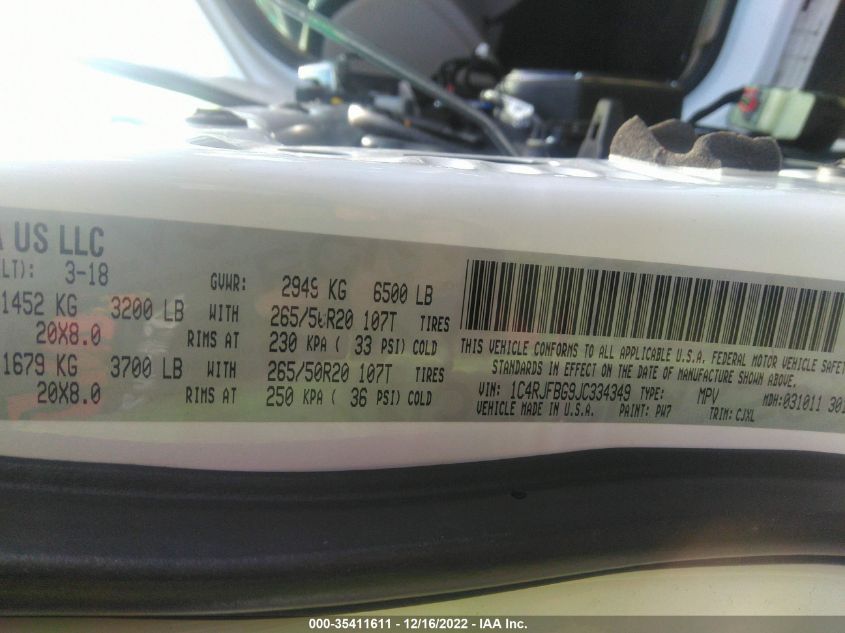 A US LLC
LT): 3-18 GVWR: 2949 KG 6500 LB
1452 KG 3200 LB WITH 265/50R20 107T TIRES
20X8.0 RIMS AT 230 KPA ( 33 PSI) COLD
1679 KG 3700 LB WITH 265/50R20 107T TIRES
20X8.0 RIMS AT 250 KPA ( 36 PSI) COLD
THIS VEHICLE CONFORMS TO ALL APPLICABLE U.S.A. FEDERAL MOTOR VEHICLE SAFET
STANDARDS IN EFFECT ON THE DATE OF MANUFACTURE SHOWN ABOVE.
VIN: 1C4RJFBG9JC334349 TYPE: MPV MDH: 031011 301
VEHICLE MADE IN U.S.A. PAINT: PW7 TRIM: CJXL
000-35411611 - 12/16/2022 - IAA Inc.